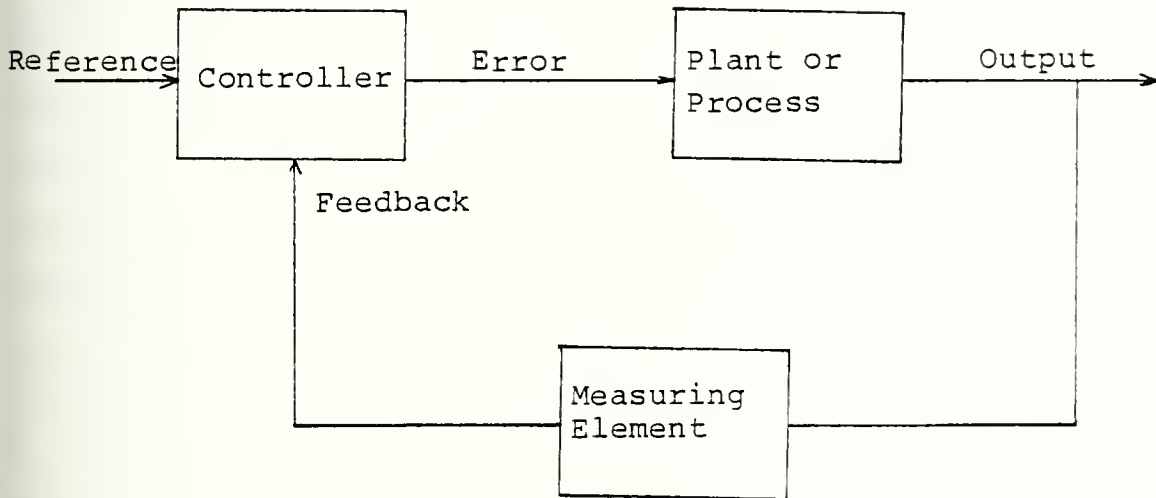 Reference
Controller
Error
Plant or
Process
Output
Feedback
Measuring
Element